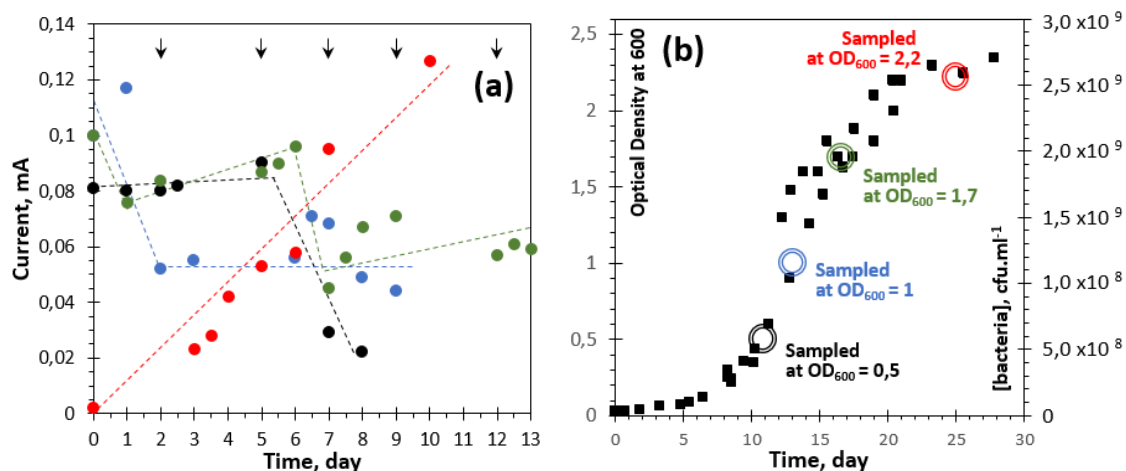 0,14
0,12
0,1
0,08
0,06
0,04
0,02
0
Current, mA
(a)
0 1 2 3 4 5 6 7 8 9 10 11 12 13
Time, day
2,5
2
1,5
1
0,5
0
Optical Density at 600
(b)
Sampled
at OD600 = 2,2
Sampled
at OD600 = 1,7
Sampled
at OD600 = 1
Sampled
at OD600 = 0,5
3,0 x10 9
2,5 x10 9
2,0 x10 9
1,5 x10 9
1,0 x10 8
5,0 x10 8
0
[bacteria], cfu.ml-1
0 5 10 15 20 25 30
Time, day